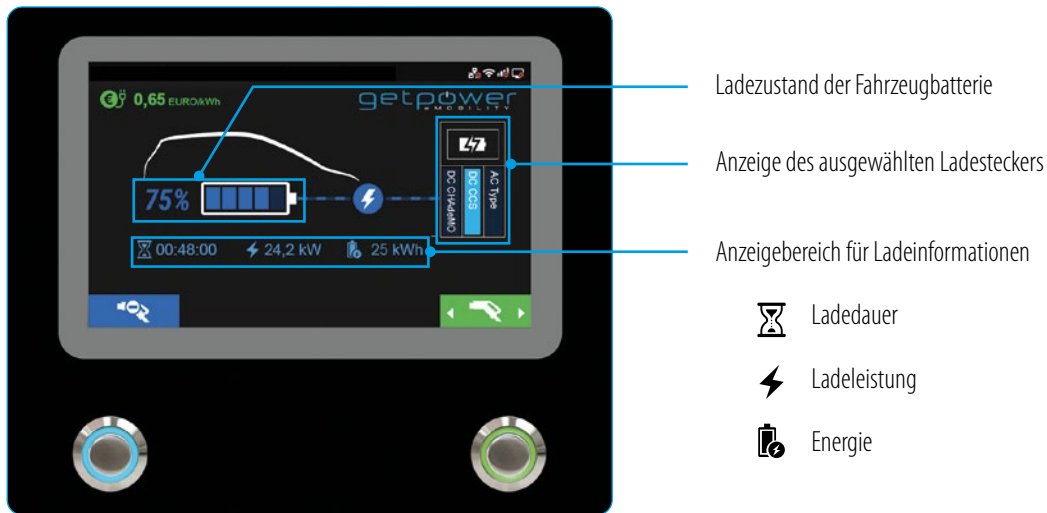 0,65 EURO/kWh
getpower
eMOBILITY
75%
DC CHAdeMO
DC CCS
AC Type
00:48:00
24,2 kW
25 kWh
Ladezustand der Fahrzeugbatterie
Anzeige des ausgewählten Ladesteckers
Anzeigebereich für Ladeinformationen
Ladedauer
Ladeleistung
Energie